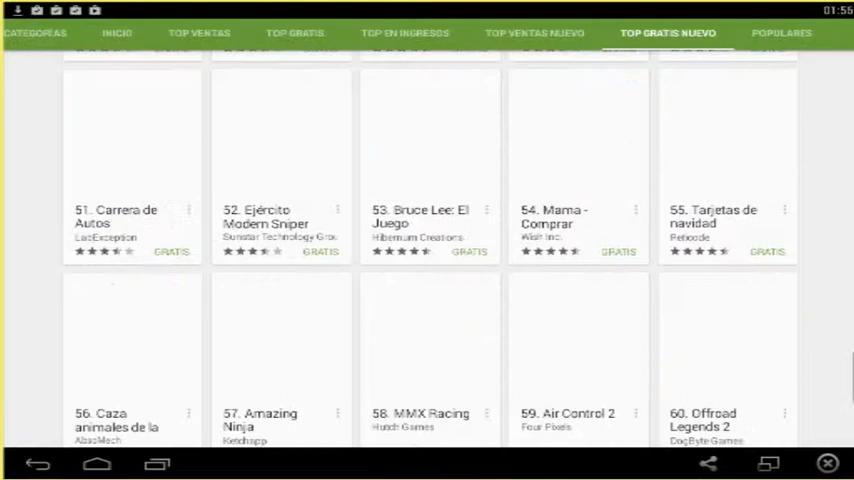 01:55
CATEGORÍAS INICIO TOP VENTAS TOP GRATIS TOP EN INGRESOS TOP VENTAS NUEVO TOP GRATIS NUEVO POPULARES
51. Carrera de
Autos
LabException
GRATIS
52. Ejército
Modern Sniper
Sunstar Technology Grou
GRATIS
53. Bruce Lee: El
Juego
Hibernum Creations
GRATIS
54. Mama -
Comprar
Wish Inc.
GRATIS
55. Tarjetas de
navidad
GRATIS
56. Caza
animales de la
AbsoMech
57. Amazing
Ninja
Ketchapp
58. MMX Racing
Hutch Games
59. Air Control 2
Four Pixels
60. Offroad
Legends 2
DogByte Games